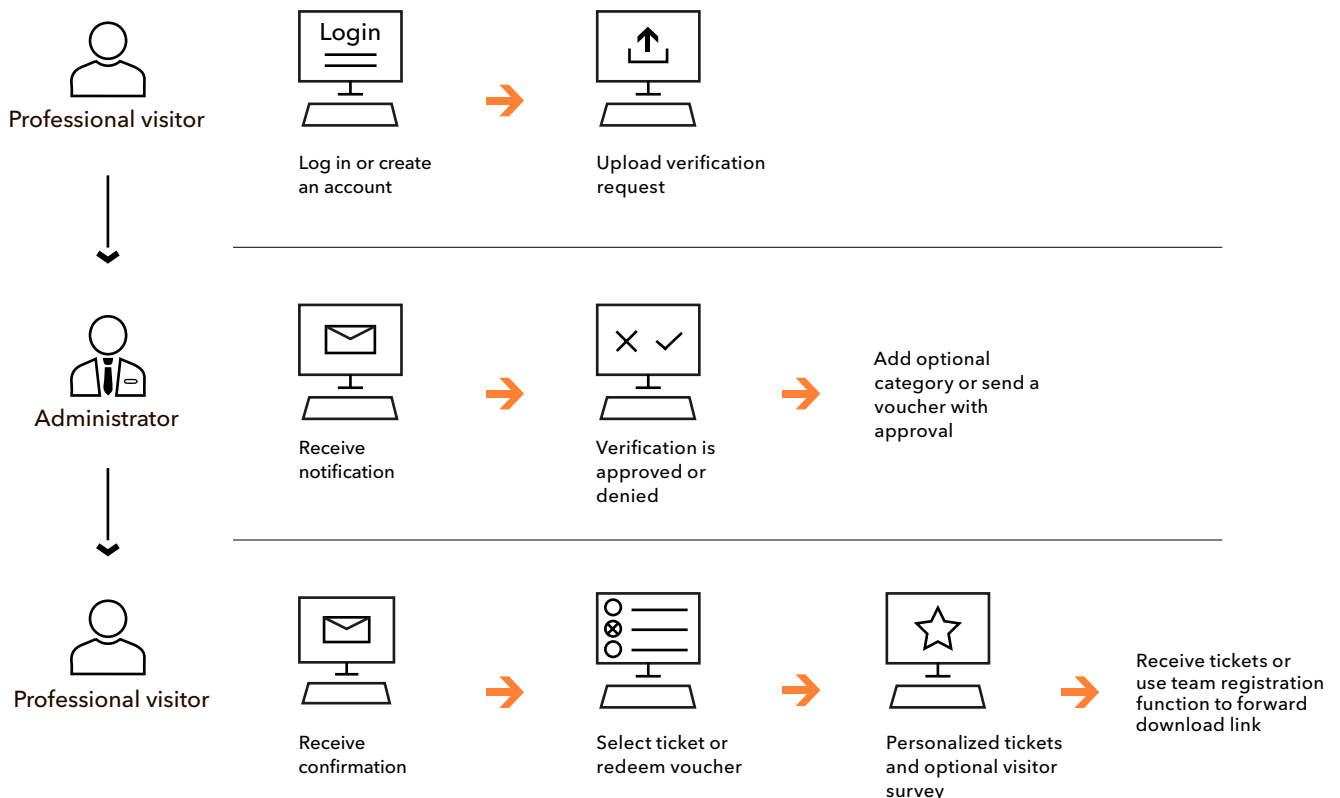 Login
Professional visitor
Log in or create
an account
Upload verification
request
Administrator
Receive
notification
Verification is
approved or
denied
Add optional
category or send a
voucher with
approval
Professional visitor
Receive
confirmation
Select ticket or
redeem voucher
Personalized tickets
and optional visitor
survey
Receive tickets or
use team registration
function to forward
download link